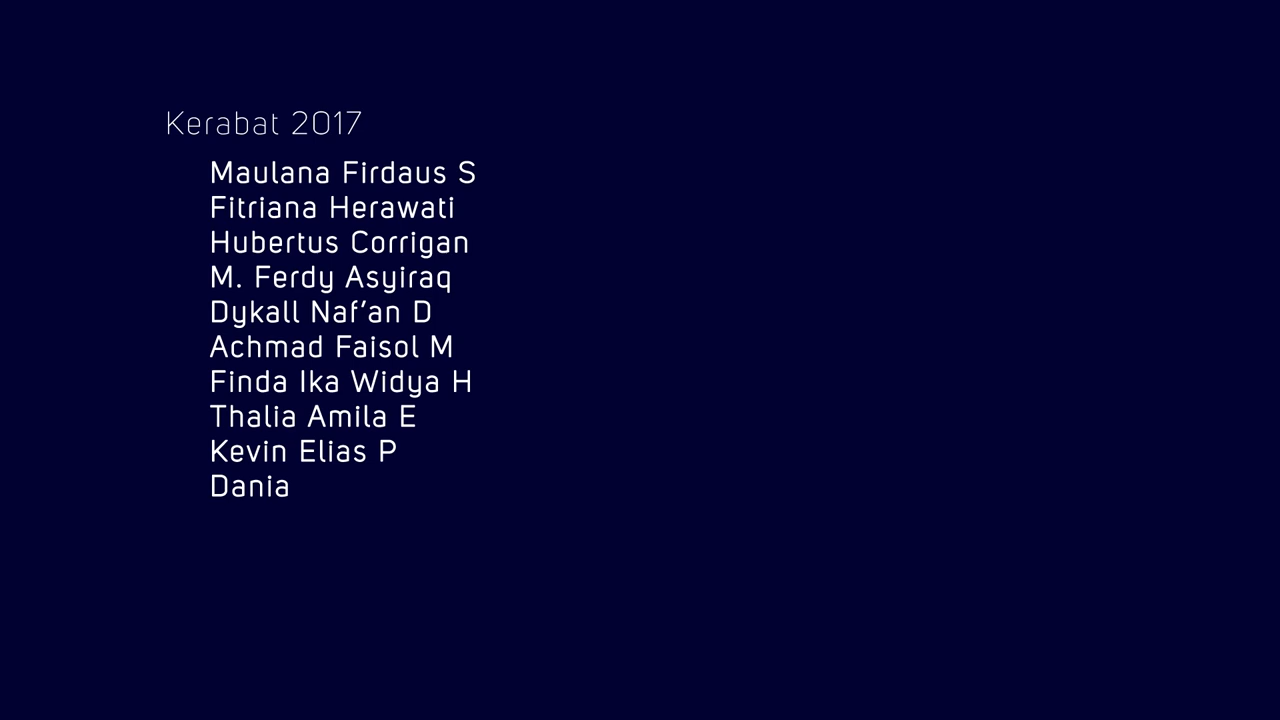 Kerabat 2017
Maulana Firdaus S
Fitriana Herawati
Hubertus Corrigan
M. Ferdy Asyiraq
Dykall Naf’an D
Achmad Faisol M
Finda Ika Widya H
Thalia Amila E
Kevin Elias P
Dania